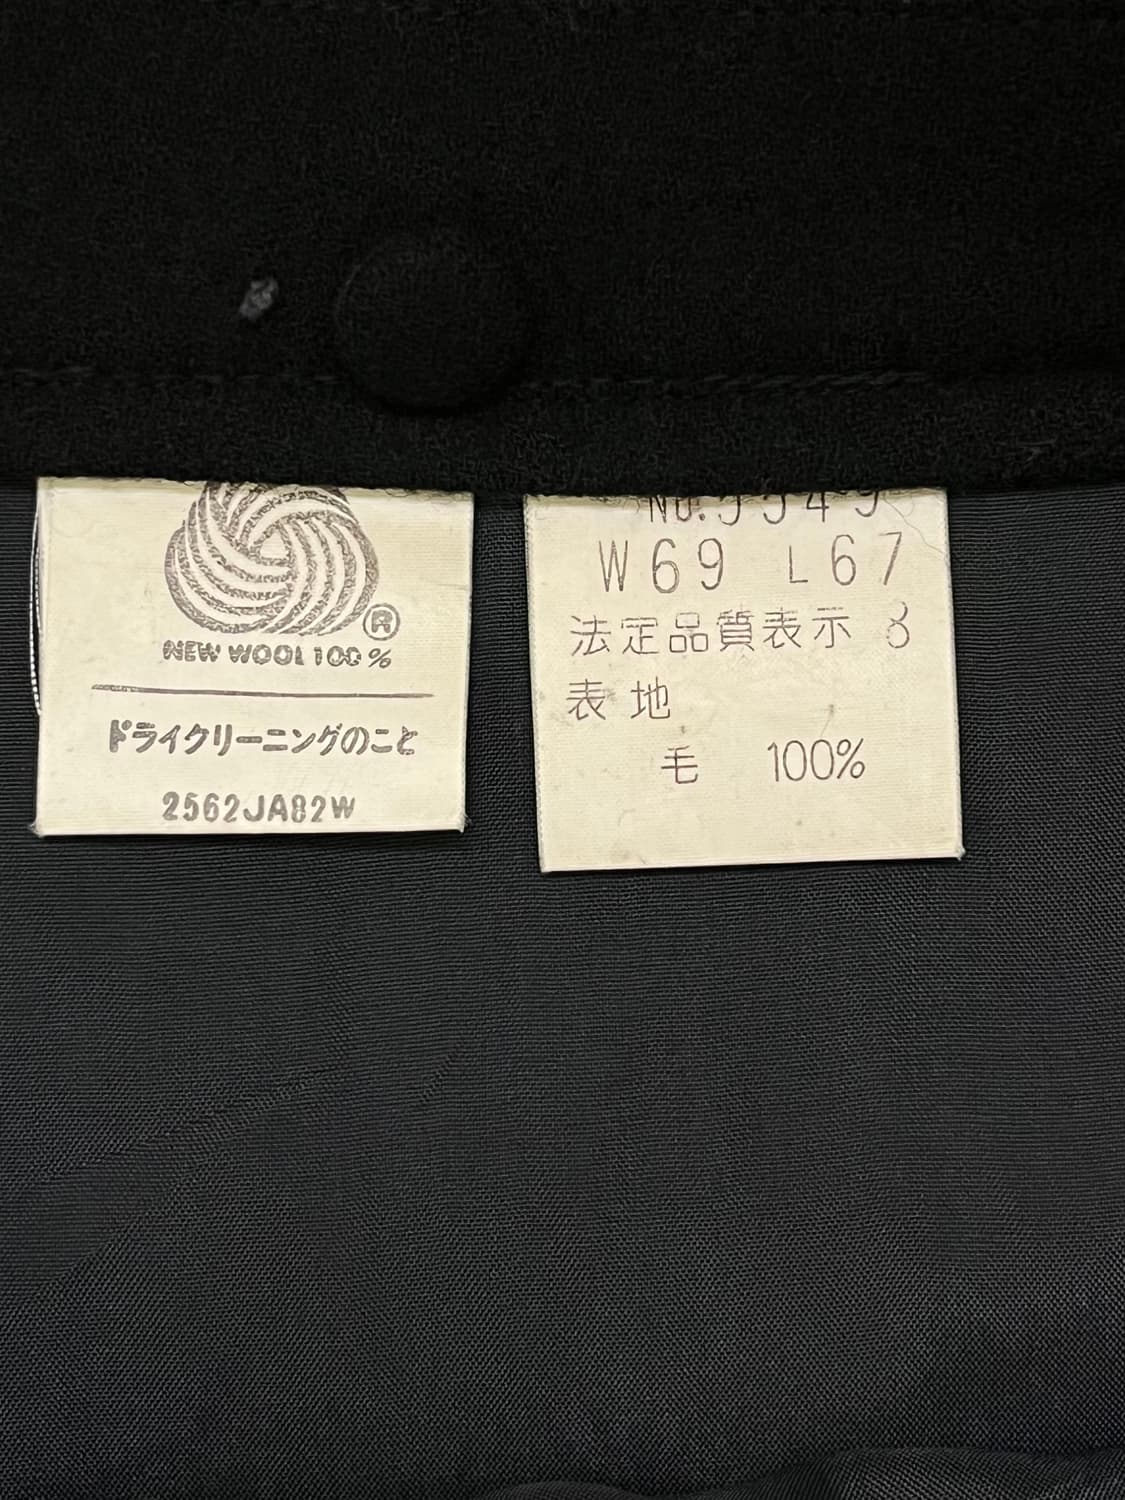 ®
NEW WOOL 100%
ドライクリーニングのこと
2562JA82W
W69 L67
法定品質表示 8
表地
毛 100%